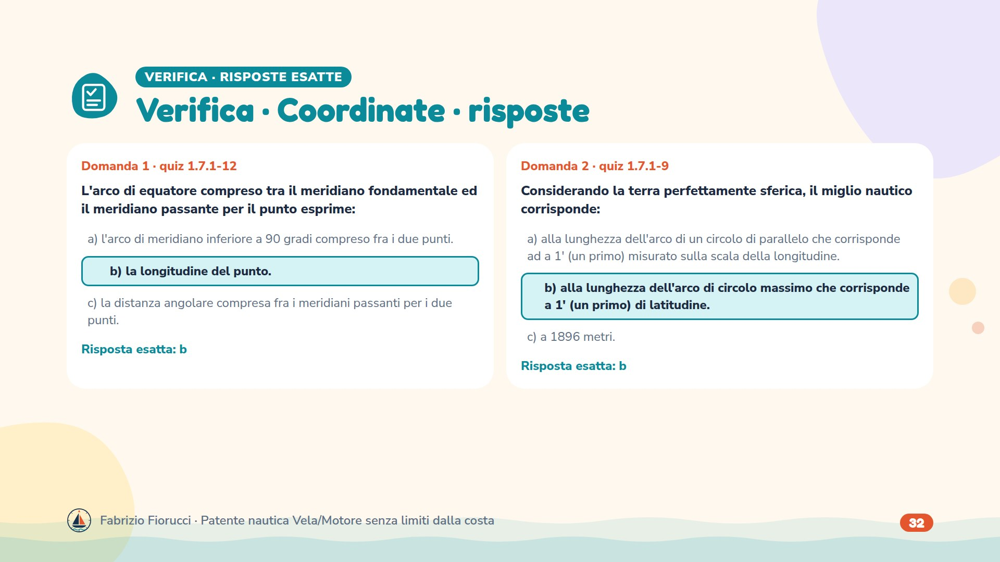 VERIFICA · RISPOSTE ESATTE
Verifica · Coordinate · risposte
Domanda 1 · quiz 1.7.1-12
L'arco di equatore compreso tra il meridiano fondamentale ed
il meridiano passante per il punto esprime:
a) l'arco di meridiano inferiore a 90 gradi compreso fra i due punti.
b) la longitudine del punto.
c) la distanza angolare compresa fra i meridiani passanti per i due
punti.
Risposta esatta: b
Domanda 2 · quiz 1.7.1-9
Considerando la terra perfettamente sferica, il miglio nautico
corrisponde:
a) alla lunghezza dell'arco di un circolo di parallelo che corrisponde
ad a 1' (un primo) misurato sulla scala della longitudine.
b) alla lunghezza dell'arco di circolo massimo che corrisponde
a 1' (un primo) di latitudine.
c) a 1896 metri.
Risposta esatta: b
Fabrizio Fiorucci · Patente nautica Vela/Motore senza limiti dalla costa
32